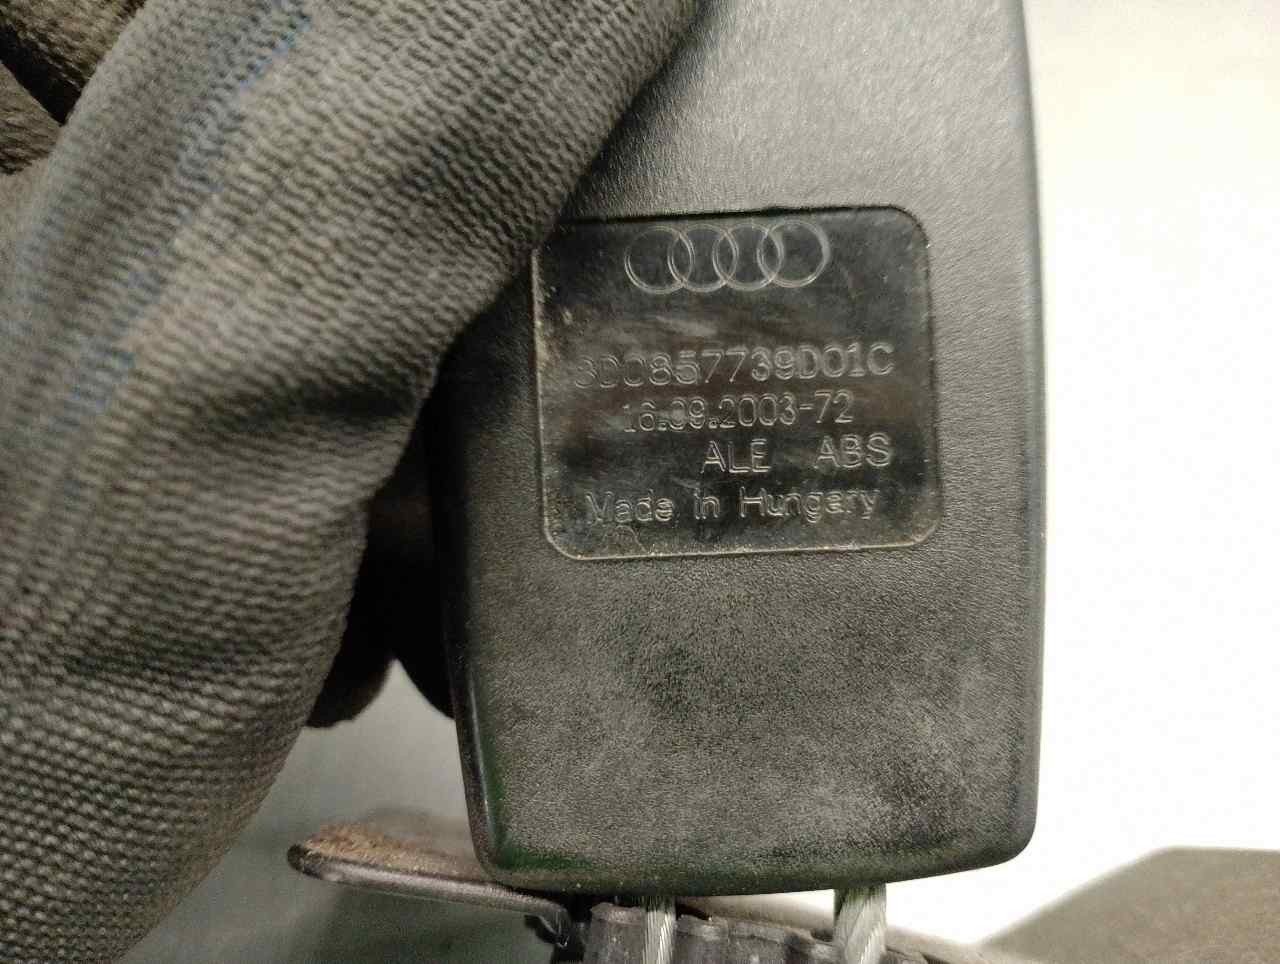 3D0857739D01C
16.09.2003-72
ALE ABS
Made in Hungary